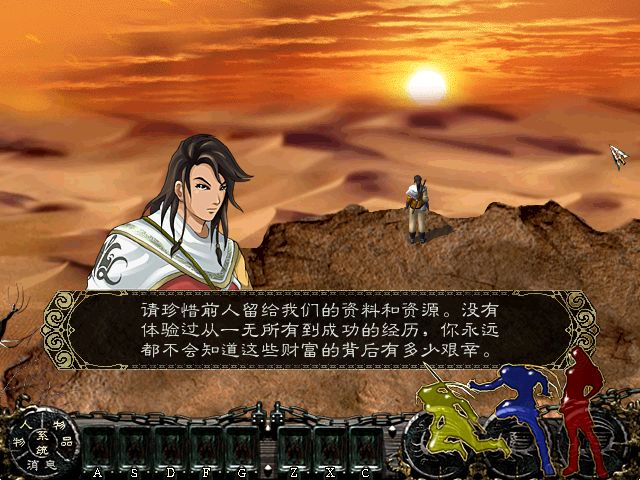 请珍惜前人留给我们的资料和资源。没有
体验过从一无所有到成功的经历，你永远
都不会知道这些财富的背后有多少艰辛。
人物
物品
系统
消息
A S D F G Z X C